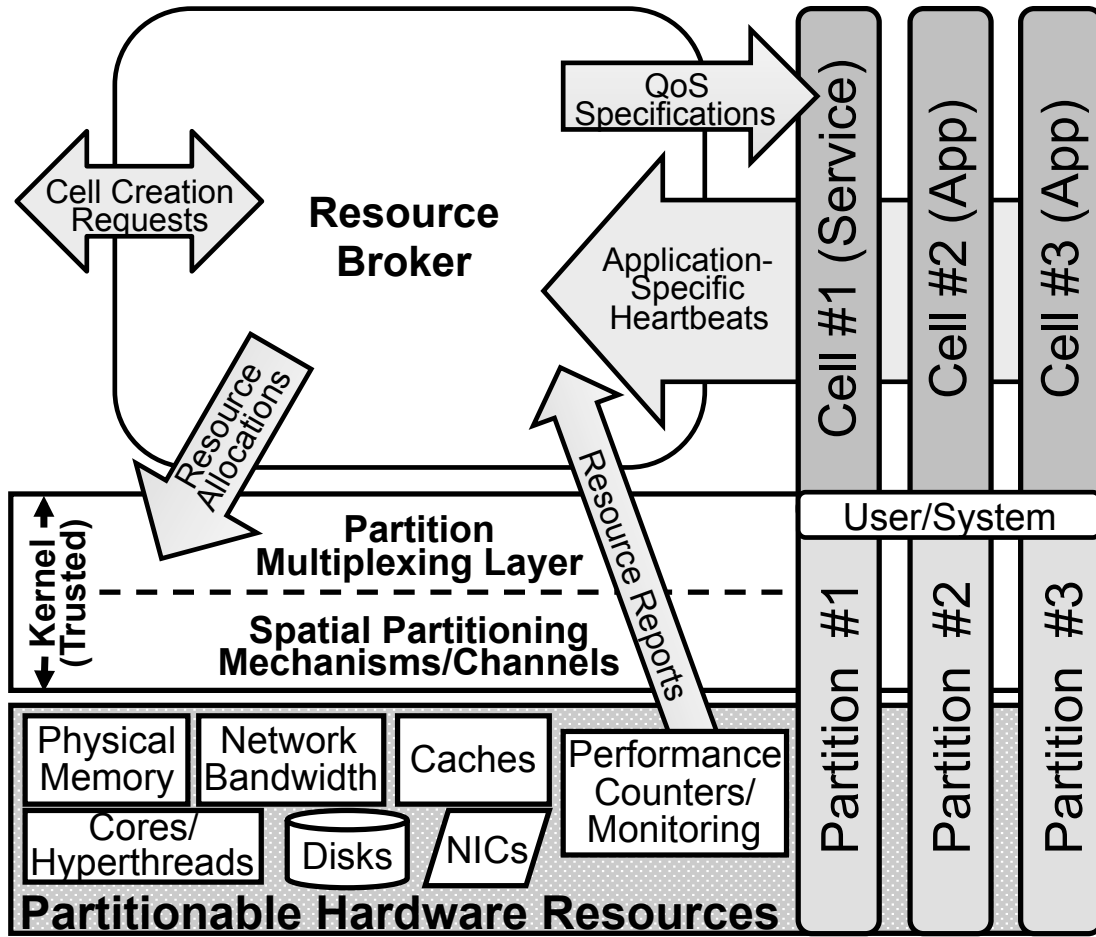 QoS
Specifications
Cell Creation
Requests
Resource
Broker
Application-
Specific
Heartbeats
Cell #1 (Service)
Cell #2 (App)
Cell #3 (App)
Resource
Allocations
Resource Reports
User/System
Kernel
(Trusted)
Partition
Multiplexing Layer
Spatial Partitioning
Mechanisms/Channels
Partition #1
Partition #2
Partition #3
Physical
Memory
Network
Bandwidth
Caches
Performance
Counters/
Monitoring
Cores/
Hyperthreads
Disks
NICs
Partitionable Hardware Resources